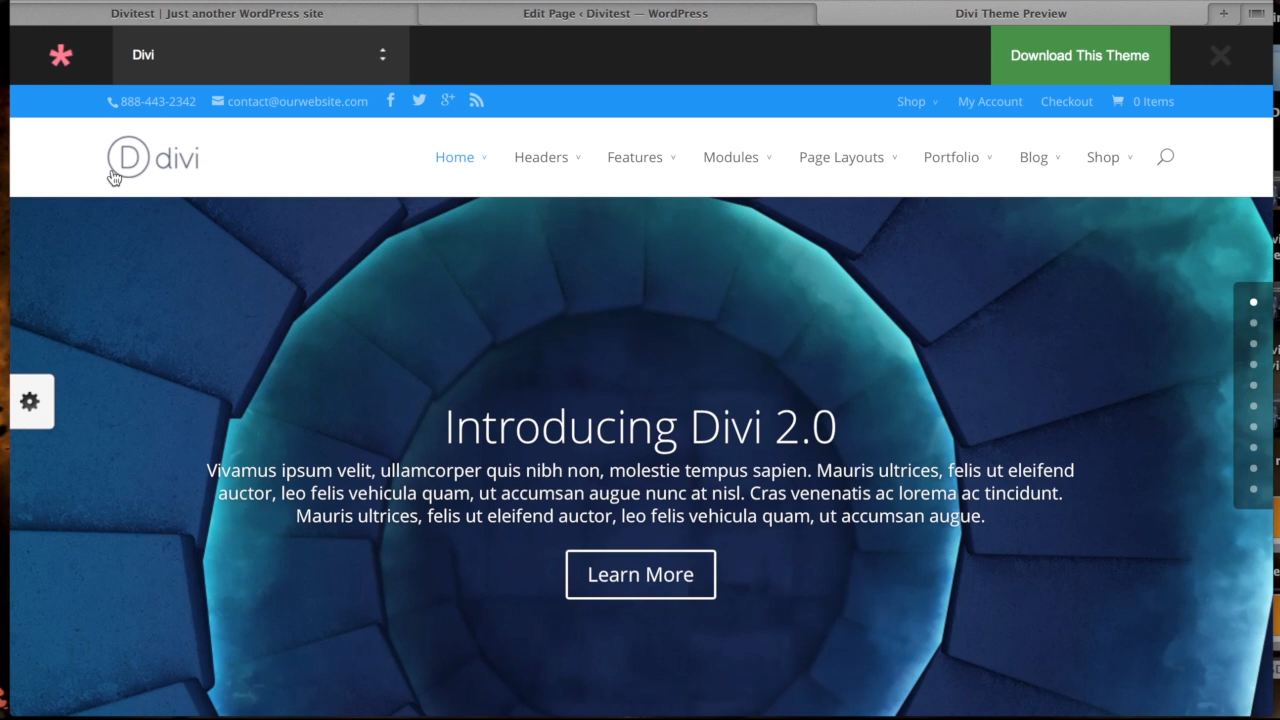 Divitest | Just another WordPress site
Edit Page ‹ Divitest — WordPress
Divi Theme Preview
Divi
Download This Theme
888-443-2342 contact@ourwebsite.com
Shop My Account Checkout 0 Items
D divi
Home Headers Features Modules Page Layouts Portfolio Blog Shop
Introducing Divi 2.0
Vivamus ipsum velit, ullamcorper quis nibh non, molestie tempus sapien. Mauris ultrices, felis ut eleifend
auctor, leo felis vehicula quam, ut accumsan augue nunc at nisl. Cras venenatis ac lorema ac tincidunt.
Mauris ultrices, felis ut eleifend auctor, leo felis vehicula quam, ut accumsan augue.
Learn More